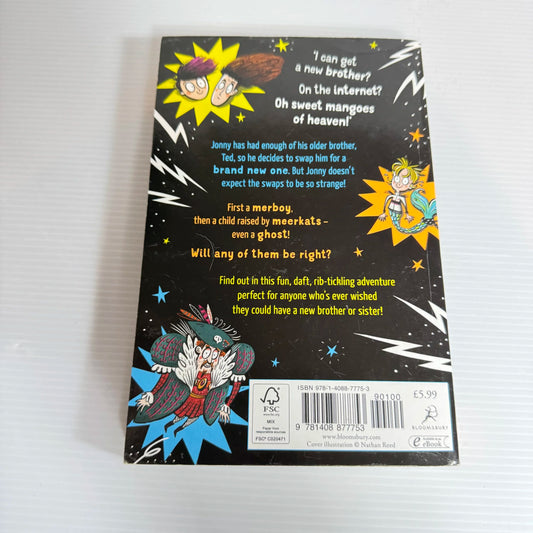 'I can get
a new brother?
On the internet?
Oh sweet mangoes
of heaven!'
Jonny has had enough of his older brother,
Ted, so he decides to swap him for a
brand new one. But Jonny doesn't
expect the swaps to be so strange!
First a merboy,
then a child raised by meerkats –
even a ghost!
Will any of them be right?
Find out in this fun, daft, rib-tickling adventure
perfect for anyone who's ever wished
they could have a new brother or sister!
ISBN 978-1-4088-7775-3
90100
£5.99
FSC
www.fsc.org
MIX
FSC® C020471
9 781408 877753
www.bloomsbury.com
Cover illustration © Nathan Reed
BLOOMSBURY
eBook